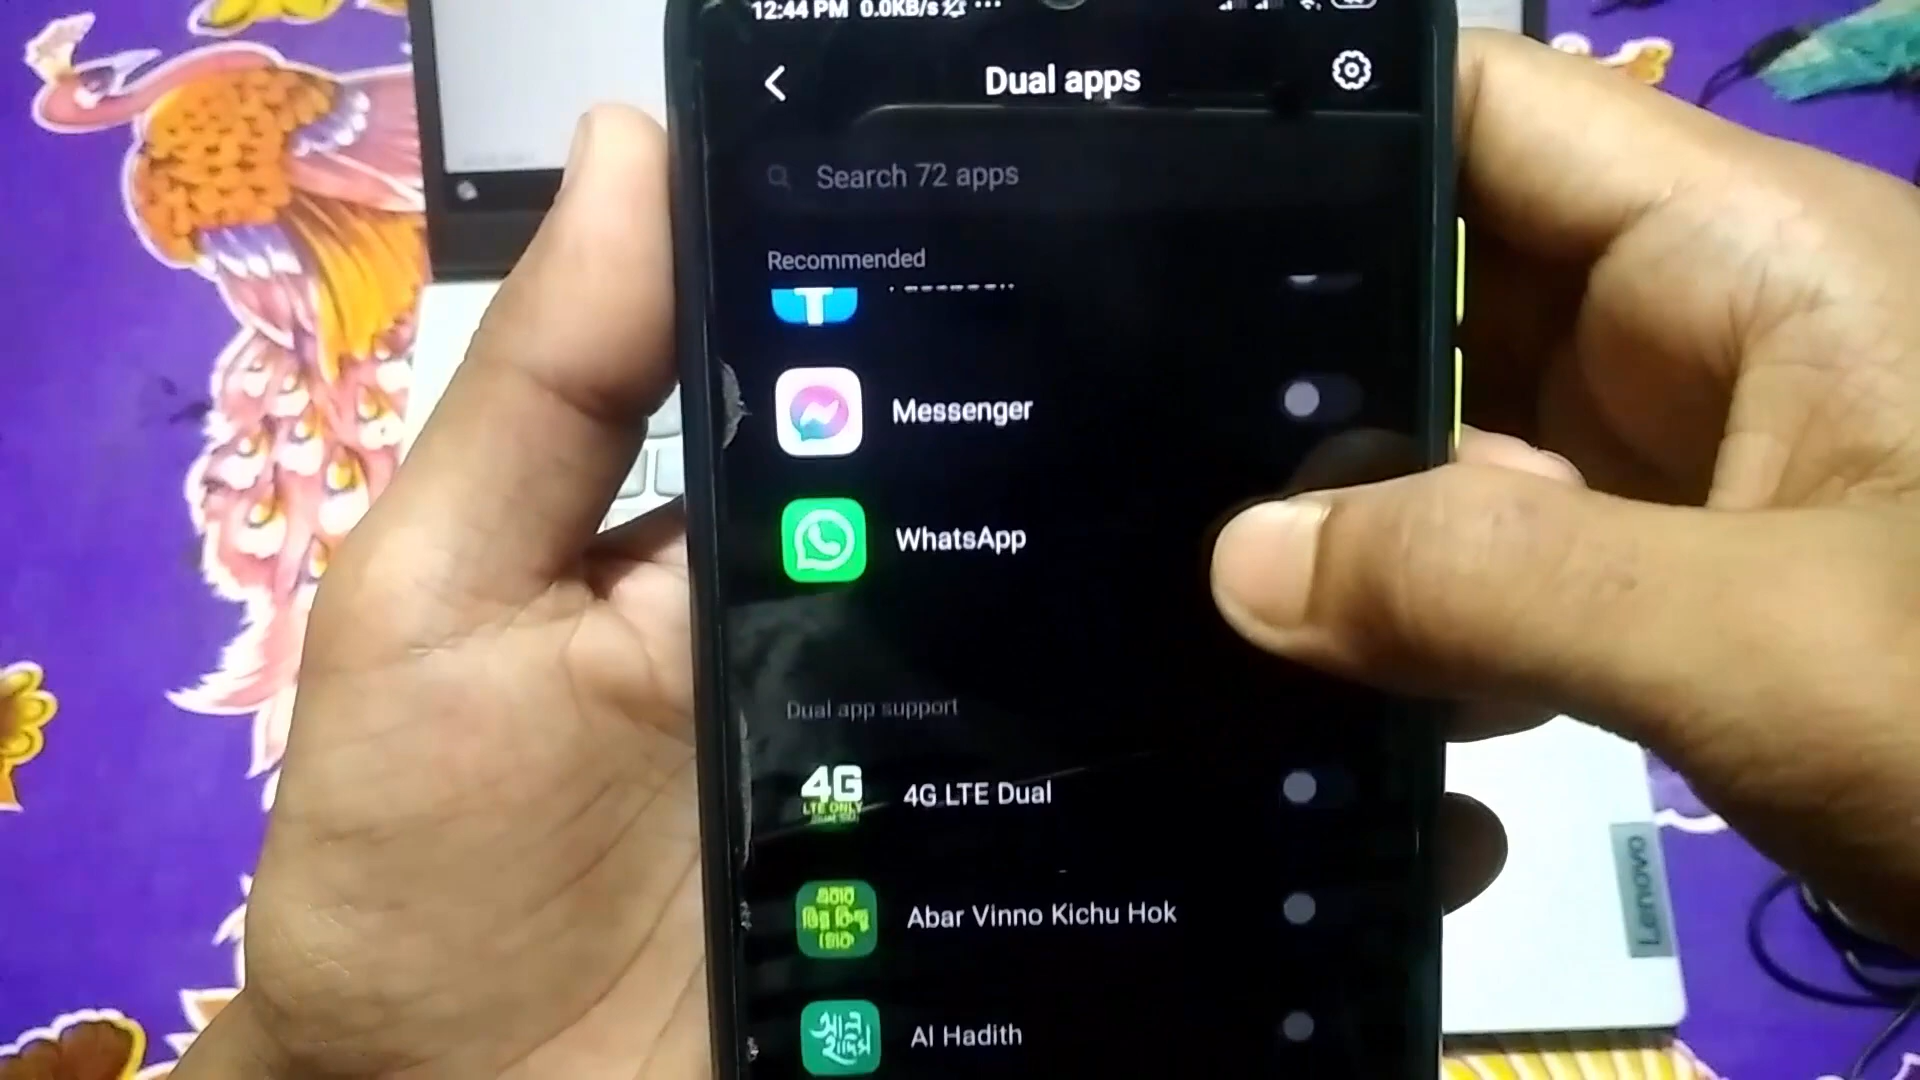 12:44 PM 0.0KB/s
Dual apps
Search 72 apps
Recommended
Messenger
WhatsApp
Dual app support
4G
LTE ONLY
4G LTE Dual
Abar Vinno Kichu Hok
Al Hadith
Lenovo